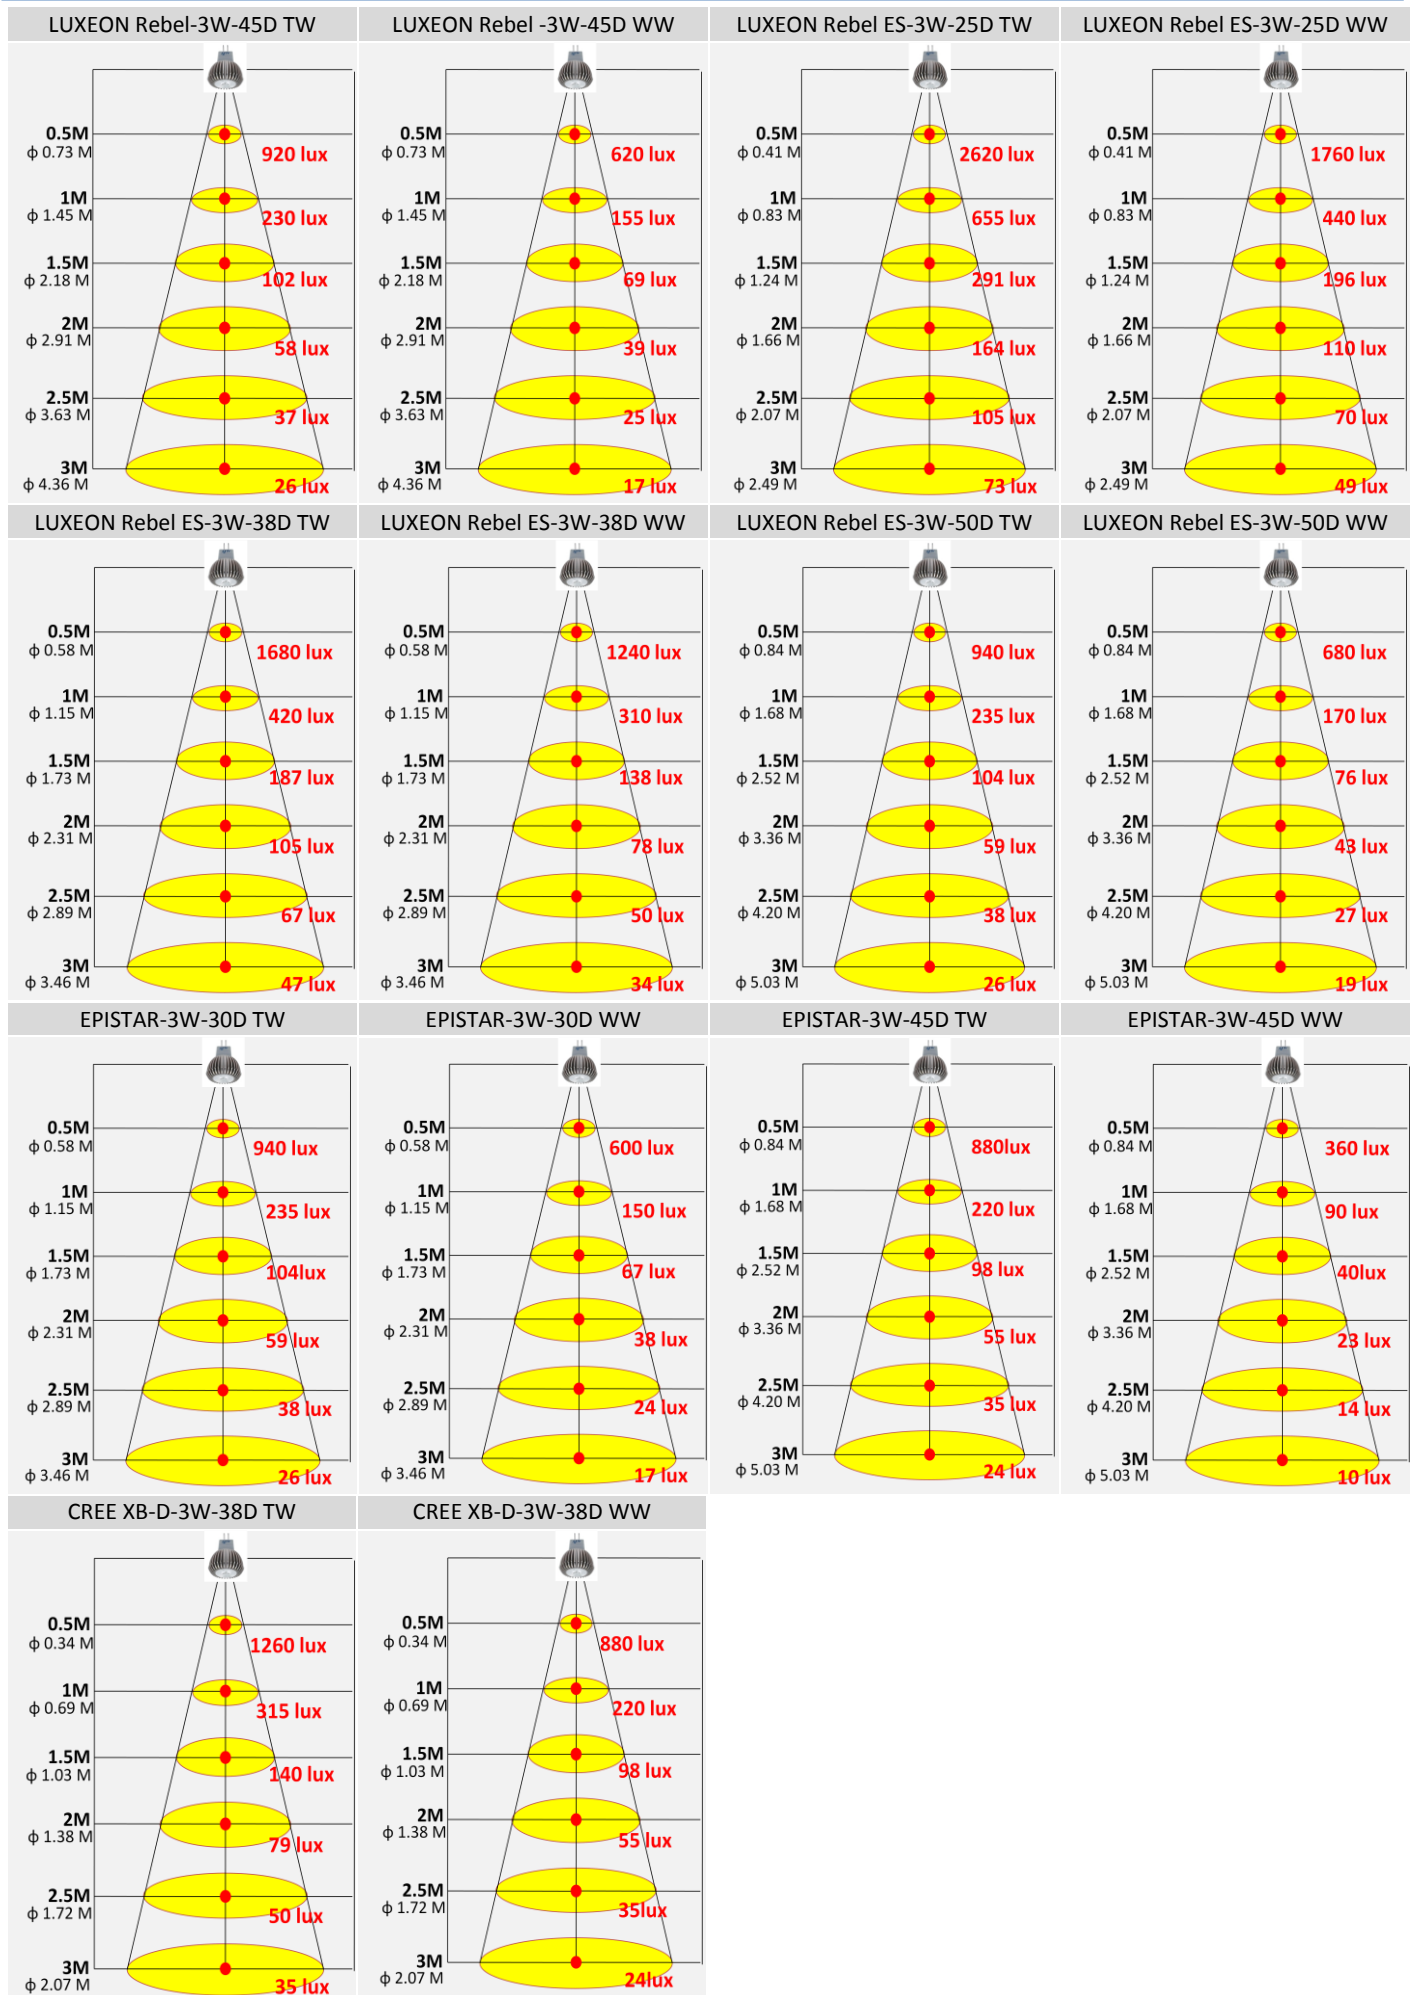 LUXEON Rebel-3W-45D TW
0.5M
ф 0.73 M
920 lux
1M
ф 1.45 M
230 lux
1.5M
ф 2.18 M
102 lux
2M
ф 2.91 M
58 lux
2.5M
ф 3.63 M
37 lux
3M
ф 4.36 M
26 lux
LUXEON Rebel -3W-45D WW
0.5M
ф 0.73 M
620 lux
1M
ф 1.45 M
155 lux
1.5M
ф 2.18 M
69 lux
2M
ф 2.91 M
39 lux
2.5M
ф 3.63 M
25 lux
3M
ф 4.36 M
17 lux
LUXEON Rebel ES-3W-25D TW
0.5M
ф 0.41 M
2620 lux
1M
ф 0.83 M
655 lux
1.5M
ф 1.24 M
291 lux
2M
ф 1.66 M
164 lux
2.5M
ф 2.07 M
105 lux
3M
ф 2.49 M
73 lux
LUXEON Rebel ES-3W-25D WW
0.5M
ф 0.41 M
1760 lux
1M
ф 0.83 M
440 lux
1.5M
ф 1.24 M
196 lux
2M
ф 1.66 M
110 lux
2.5M
ф 2.07 M
70 lux
3M
ф 2.49 M
49 lux
LUXEON Rebel ES-3W-38D TW
0.5M
ф 0.58 M
1680 lux
1M
ф 1.15 M
420 lux
1.5M
ф 1.73 M
187 lux
2M
ф 2.31 M
105 lux
2.5M
ф 2.89 M
67 lux
3M
ф 3.46 M
47 lux
LUXEON Rebel ES-3W-38D WW
0.5M
ф 0.58 M
1240 lux
1M
ф 1.15 M
310 lux
1.5M
ф 1.73 M
138 lux
2M
ф 2.31 M
78 lux
2.5M
ф 2.89 M
50 lux
3M
ф 3.46 M
34 lux
LUXEON Rebel ES-3W-50D TW
0.5M
ф 0.84 M
940 lux
1M
ф 1.68 M
235 lux
1.5M
ф 2.52 M
104 lux
2M
ф 3.36 M
59 lux
2.5M
ф 4.20 M
38 lux
3M
ф 5.03 M
26 lux
LUXEON Rebel ES-3W-50D WW
0.5M
ф 0.84 M
680 lux
1M
ф 1.68 M
170 lux
1.5M
ф 2.52 M
76 lux
2M
ф 3.36 M
43 lux
2.5M
ф 4.20 M
27 lux
3M
ф 5.03 M
19 lux
EPISTAR-3W-30D TW
0.5M
ф 0.58 M
940 lux
1M
ф 1.15 M
235 lux
1.5M
ф 1.73 M
104lux
2M
ф 2.31 M
59 lux
2.5M
ф 2.89 M
38 lux
3M
ф 3.46 M
26 lux
EPISTAR-3W-30D WW
0.5M
ф 0.58 M
600 lux
1M
ф 1.15 M
150 lux
1.5M
ф 1.73 M
67 lux
2M
ф 2.31 M
38 lux
2.5M
ф 2.89 M
24 lux
3M
ф 3.46 M
17 lux
EPISTAR-3W-45D TW
0.5M
ф 0.84 M
880lux
1M
ф 1.68 M
220 lux
1.5M
ф 2.52 M
98 lux
2M
ф 3.36 M
55 lux
2.5M
ф 4.20 M
35 lux
3M
ф 5.03 M
24 lux
EPISTAR-3W-45D WW
0.5M
ф 0.84 M
360 lux
1M
ф 1.68 M
90 lux
1.5M
ф 2.52 M
40lux
2M
ф 3.36 M
23 lux
2.5M
ф 4.20 M
14 lux
3M
ф 5.03 M
10 lux
CREE XB-D-3W-38D TW
0.5M
ф 0.34 M
1260 lux
1M
ф 0.69 M
315 lux
1.5M
ф 1.03 M
140 lux
2M
ф 1.38 M
79 lux
2.5M
ф 1.72 M
50 lux
3M
ф 2.07 M
35 lux
CREE XB-D-3W-38D WW
0.5M
ф 0.34 M
880 lux
1M
ф 0.69 M
220 lux
1.5M
ф 1.03 M
98 lux
2M
ф 1.38 M
55 lux
2.5M
ф 1.72 M
35lux
3M
ф 2.07 M
24lux